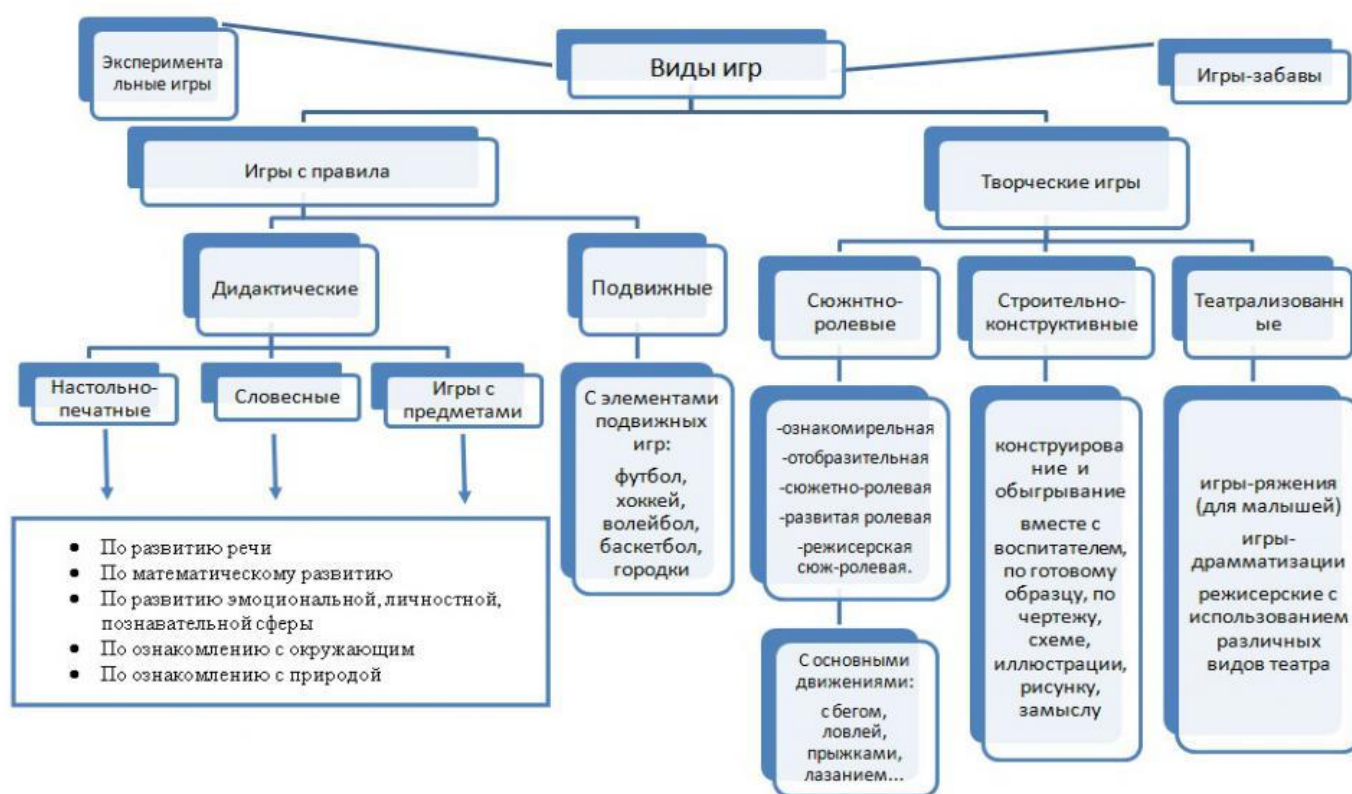 Эксперимента
льные игры
Виды игр
Игры-забавы
Игры с правила
Творческие игры
Дидактические
Подвижные
Сюжнтно-
ролевые
Строительно-
конструктивные
Театрализованн
ые
Настольно-
печатные
Словесные
Игры с
предметами
С элементами
подвижных
игр:
футбол,
хоккей,
волейбол,
баскетбол,
городки
-ознакомирельная
-отобразительная
-сюжетно-ролевая
-развитая ролевая
-режисерская
сюж-ролевая.
конструирова
ние и
обыгрывание
вместе с
воспитателем,
по готовому
образцу, по
чертежу,
схеме,
иллюстрации,
рисунку,
замыслу
игры-ряжения
(для малышей)
игры-
драмматизации
режисерские с
использованием
различных
видов театра
• По развитию речи
• По математическому развитию
• По развитию эмоциональной, личностной,
познавательной сферы
• По ознакомлению с окружающим
• По ознакомлению с природой
С основными
движениями:
с бегом,
ловлей,
прыжками,
лазанием...